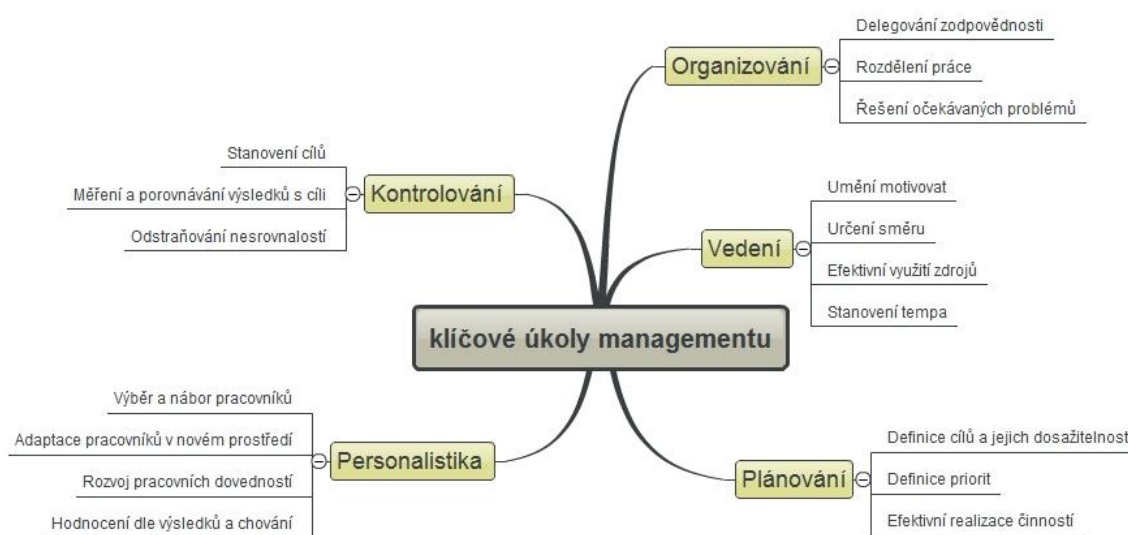 klíčové úkoly managementu
Organizování
Delegování zodpovědnosti
Rozdělení práce
Řešení očekávaných problémů
Vedení
Umění motivovat
Určení směru
Efektivní využití zdrojů
Stanovení tempa
Plánování
Definice cílů a jejich dosažitelnost
Definice priorit
Efektivní realizace činností
Personalistika
Výběr a nábor pracovníků
Adaptace pracovníků v novém prostředí
Rozvoj pracovních dovedností
Hodnocení dle výsledků a chování
Kontrolování
Stanovení cílů
Měření a porovnávání výsledků s cíli
Odstraňování nesrovnalostí